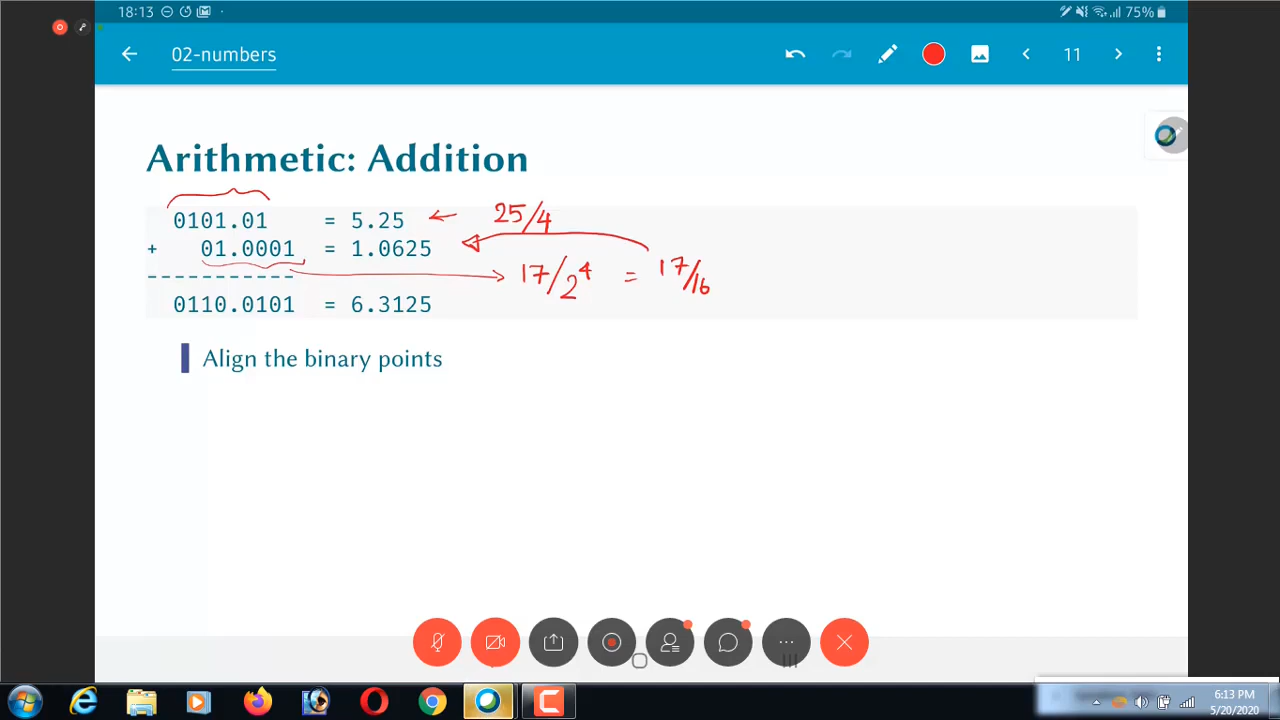 18:13
75%
02-numbers
11
Arithmetic: Addition
0101.01 = 5.25 ← 25/4
+ 01.0001 = 1.0625
----------- 17/2⁴ = 17/16
0110.0101 = 6.3125
Align the binary points
6:13 PM
5/20/2020